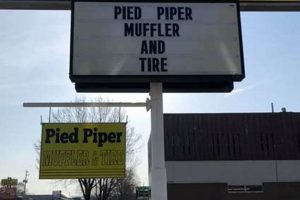 PIED PIPER
MUFFLER
AND
TIRE
Pied Piper
MUFFLER & TIRE